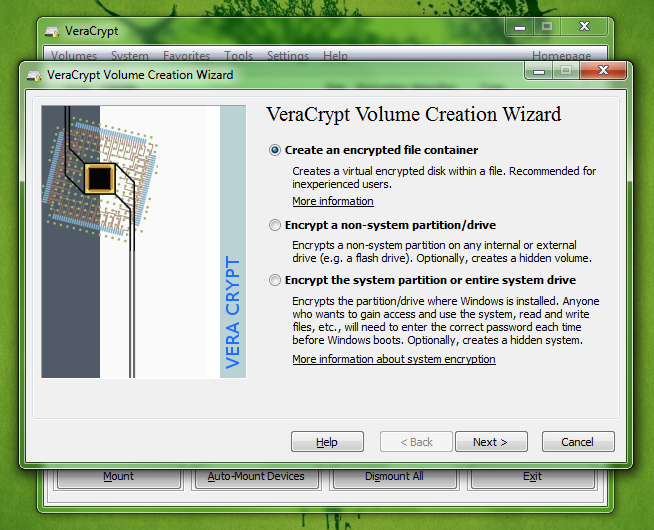 VeraCrypt
Volumes System Favorites Tools Settings Help Homepage
VeraCrypt Volume Creation Wizard
VeraCrypt Volume Creation Wizard
Create an encrypted file container
Creates a virtual encrypted disk within a file. Recommended for
inexperienced users.
More information
Encrypt a non-system partition/drive
Encrypts a non-system partition on any internal or external
drive (e.g. a flash drive). Optionally, creates a hidden volume.
Encrypt the system partition or entire system drive
Encrypts the partition/drive where Windows is installed. Anyone
who wants to gain access and use the system, read and write
files, etc., will need to enter the correct password each time
before Windows boots. Optionally, creates a hidden system.
More information about system encryption
VERA CRYPT
Help < Back Next > Cancel
Mount Auto-Mount Devices Dismount All Exit